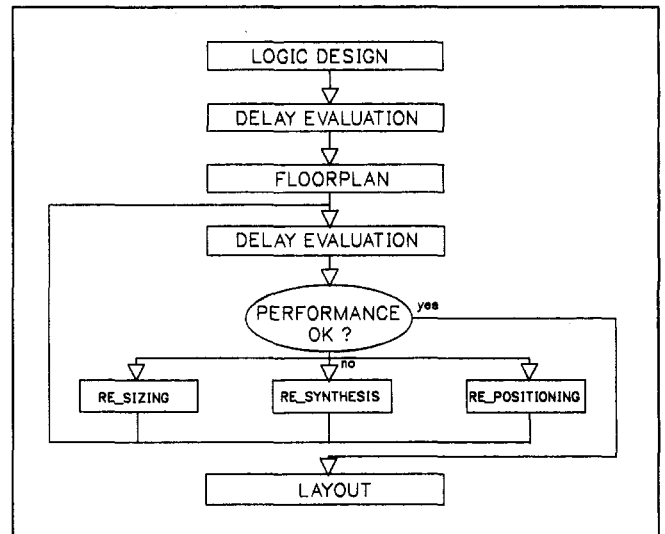 LOGIC DESIGN
DELAY EVALUATION
FLOORPLAN
DELAY EVALUATION
PERFORMANCE
OK ?
yes
no
RE_SIZING
RE_SYNTHESIS
RE_POSITIONING
LAYOUT